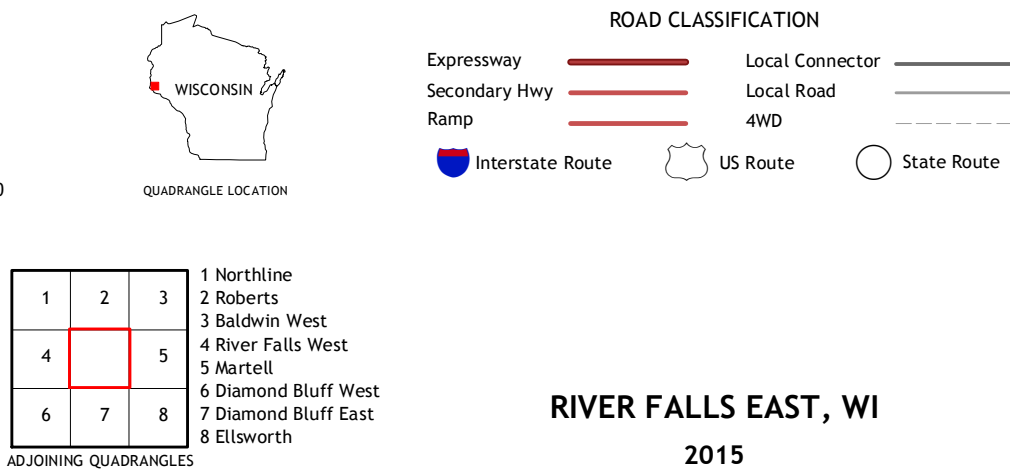 WISCONSIN
QUADRANGLE LOCATION
0
ROAD CLASSIFICATION
Expressway
Secondary Hwy
Ramp
Local Connector
Local Road
4WD
Interstate Route
US Route
State Route
1 2 3
4 5
6 7 8
ADJOINING QUADRANGLES
1 Northline
2 Roberts
3 Baldwin West
4 River Falls West
5 Martell
6 Diamond Bluff West
7 Diamond Bluff East
8 Ellsworth
RIVER FALLS EAST, WI
2015